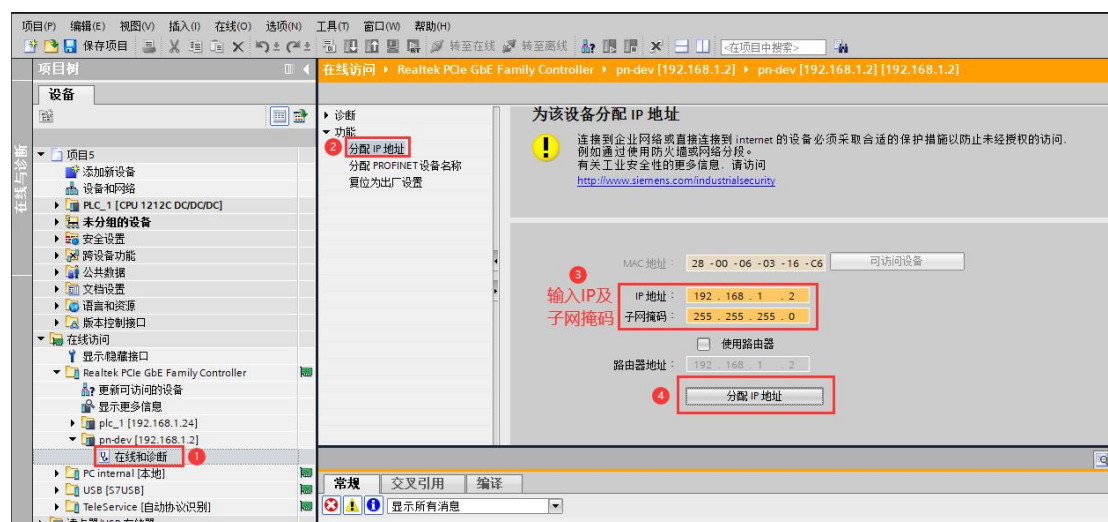 项目(P) 编辑(E) 视图(V) 插入(I) 在线(O) 选项(N) 工具(T) 窗口(W) 帮助(H)
保存项目 转至在线 转至离线 <在项目中搜索>
项目树
在线访问 Realtek PCIe GbE Family Controller pn-dev [192.168.1.2] pn-dev [192.168.1.2] [192.168.1.2]
设备
在线与诊断
项目5
添加新设备
设备和网络
PLC_1 [CPU 1212C DC/DC/DC]
未分组的设备
安全设置
跨设备功能
公共数据
文档设置
语言和资源
版本控制接口
在线访问
显示/隐藏接口
Realtek PCIe GbE Family Controller
更新可访问的设备
显示更多信息
plc_1 [192.168.1.24]
pn-dev [192.168.1.2]
在线和诊断 1
PC internal [本地]
USB [S7USB]
TeleService [自动协议识别]
诊断
功能
2 分配 IP 地址
分配 PROFINET 设备名称
复位为出厂设置
为该设备分配 IP 地址
连接到企业网络或直接连接到 internet 的设备必须采取合适的保护措施以防止未经授权的访问.
例如通过使用防火墙或网络分段。
有关工业安全性的更多信息，请访问
http://www.siemens.com/industrialsecurity
MAC 地址： 28 -00 -06 -03 -16 -C6 可访问设备
3
输入IP及
子网掩码
IP 地址： 192 . 168 . 1 . 2
子网掩码： 255 . 255 . 255 . 0
使用路由器
路由器地址： 192 . 168 . 1 . 2
4 分配 IP 地址
常规 交叉引用 编译
显示所有消息